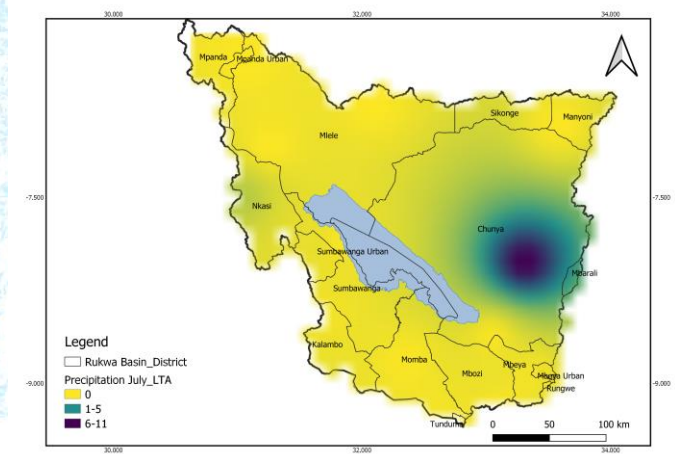 30.000 32.000 34.000
Mpanda
Mpanda Urban
Sikonge
Manyoni
Mlele
-7.500 -7.500
Nkasi
Chunya
Sumbawanga Urban
Mbarali
Sumbawanga
Legend
Rukwa Basin_District
Precipitation July_LTA
0
1-5
6-11
Kalambo
Momba
Mbozi
Mbeya
Mbeya Urban
Rungwe
-9.000 -9.000
Tunduma
0 50 100 km
30.000 32.000 34.000